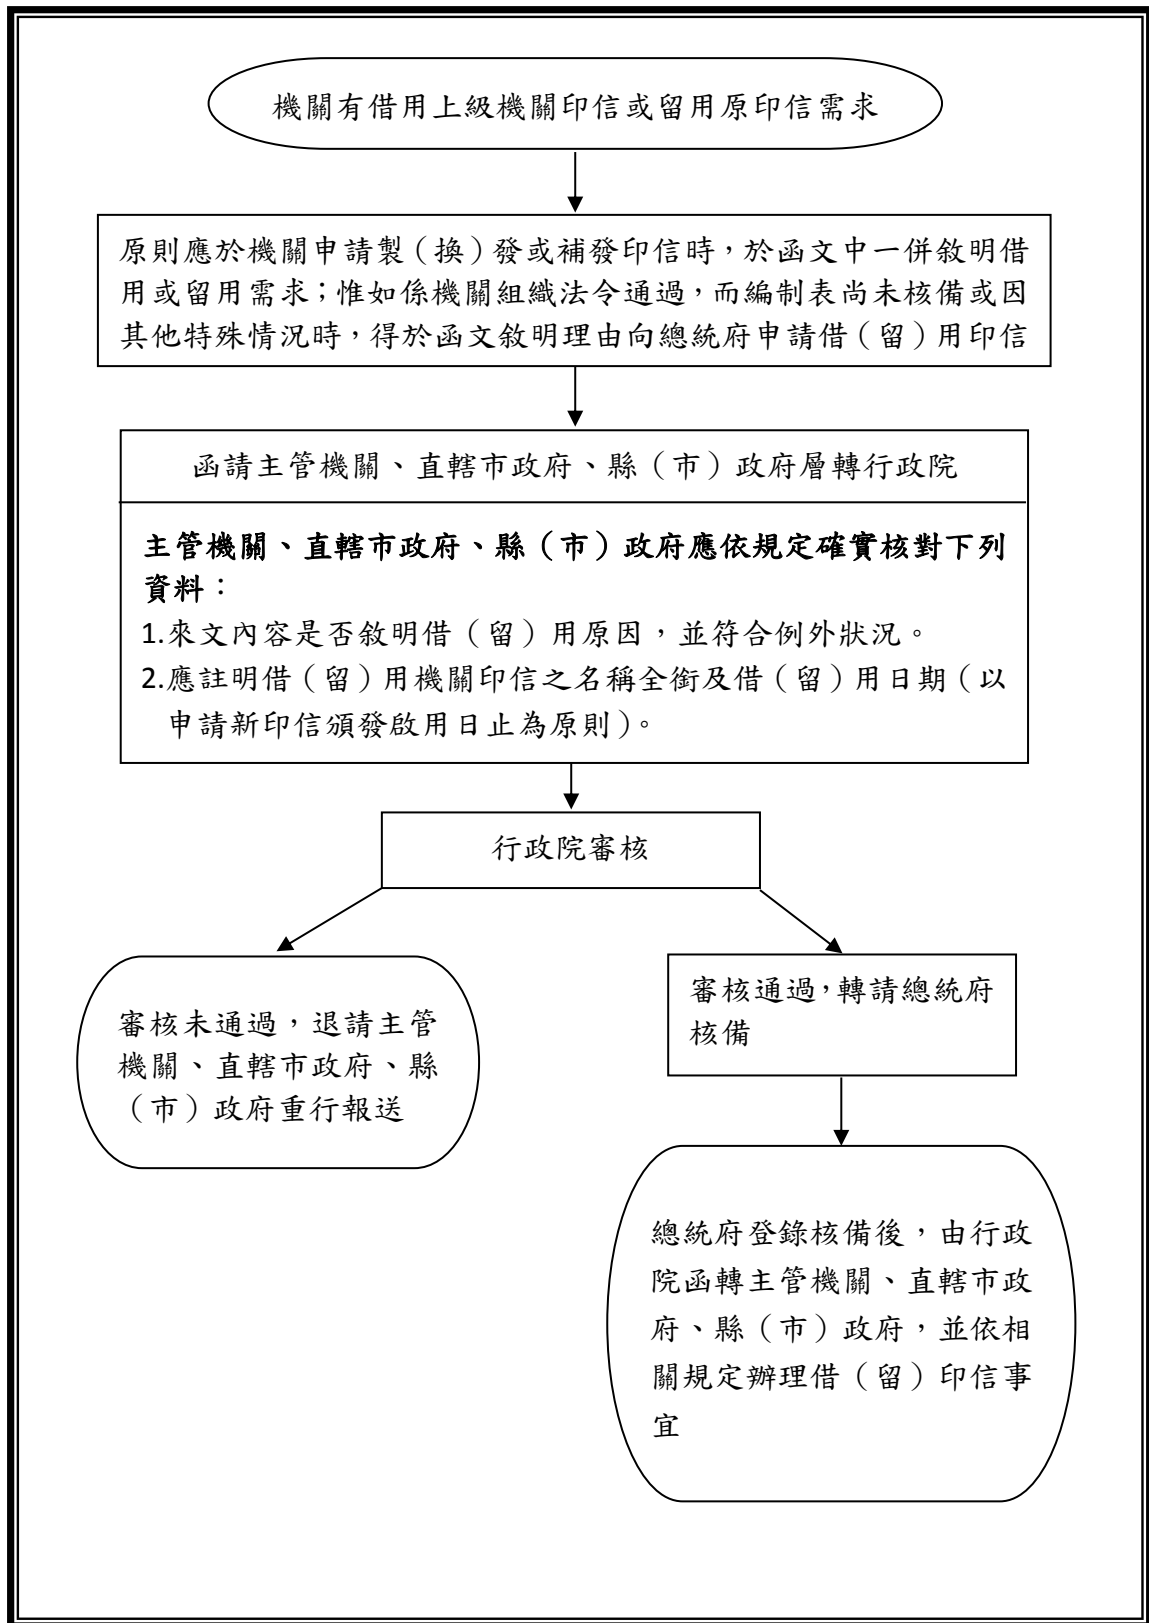 機關有借用上級機關印信或留用原印信需求
原則應於機關申請製（換）發或補發印信時，於函文中一併敘明借
用或留用需求；惟如係機關組織法令通過，而編制表尚未核備或因
其他特殊情況時，得於函文敘明理由向總統府申請借（留）用印信
函請主管機關、直轄市政府、縣（市）政府層轉行政院
主管機關、直轄市政府、縣（市）政府應依規定確實核對下列
資料：
1.來文內容是否敘明借（留）用原因，並符合例外狀況。
2.應註明借（留）用機關印信之名稱全銜及借（留）用日期（以
申請新印信頒發啟用日止為原則）。
行政院審核
審核未通過，退請主管
機關、直轄市政府、縣
（市）政府重行報送
審核通過，轉請總統府
核備
總統府登錄核備後，由行政
院函轉主管機關、直轄市政
府、縣（市）政府，並依相
關規定辦理借（留）印信事
宜